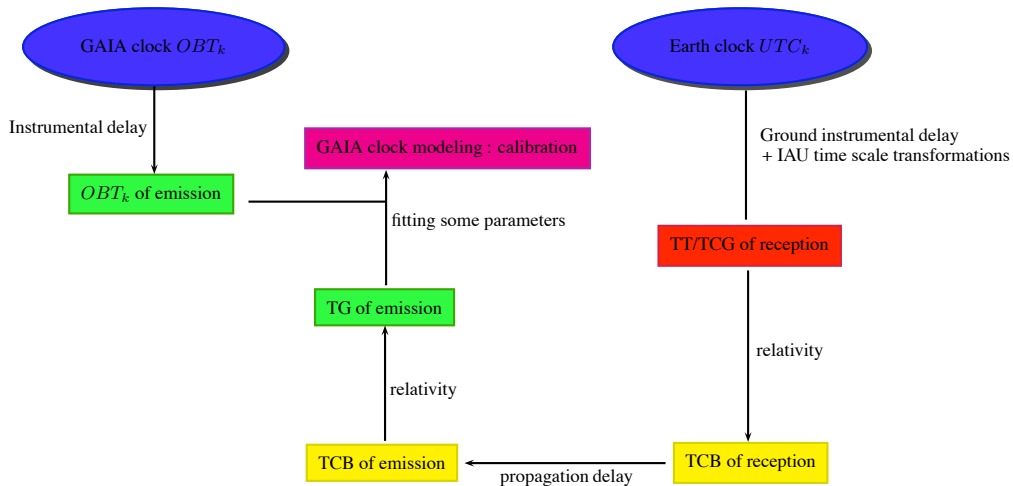 GAIA clock OBT_k
Earth clock UTC_k
Instrumental delay
Ground instrumental delay
+ IAU time scale transformations
GAIA clock modeling : calibration
OBT_k of emission
fitting some parameters
TT/TCG of reception
TG of emission
relativity
relativity
TCB of emission
propagation delay
TCB of reception